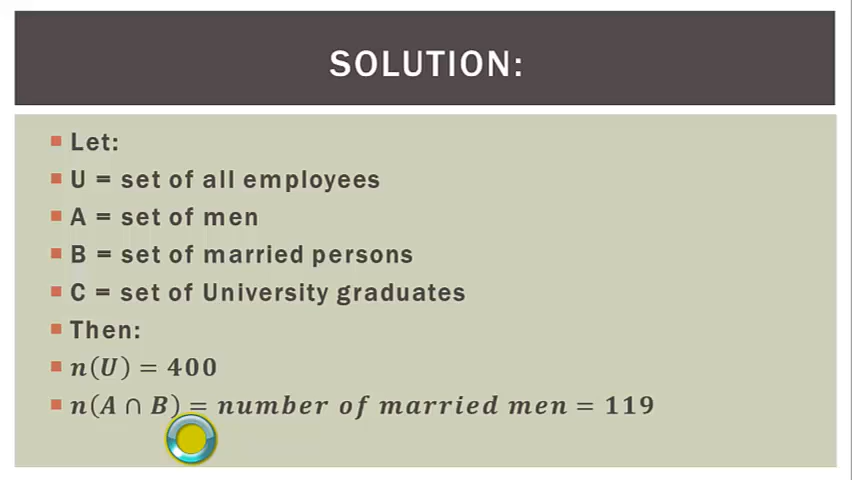 SOLUTION:
Let:
U = set of all employees
A = set of men
B = set of married persons
C = set of University graduates
Then:
n(U) = 400
n(A ∩ B) = number of married men = 119